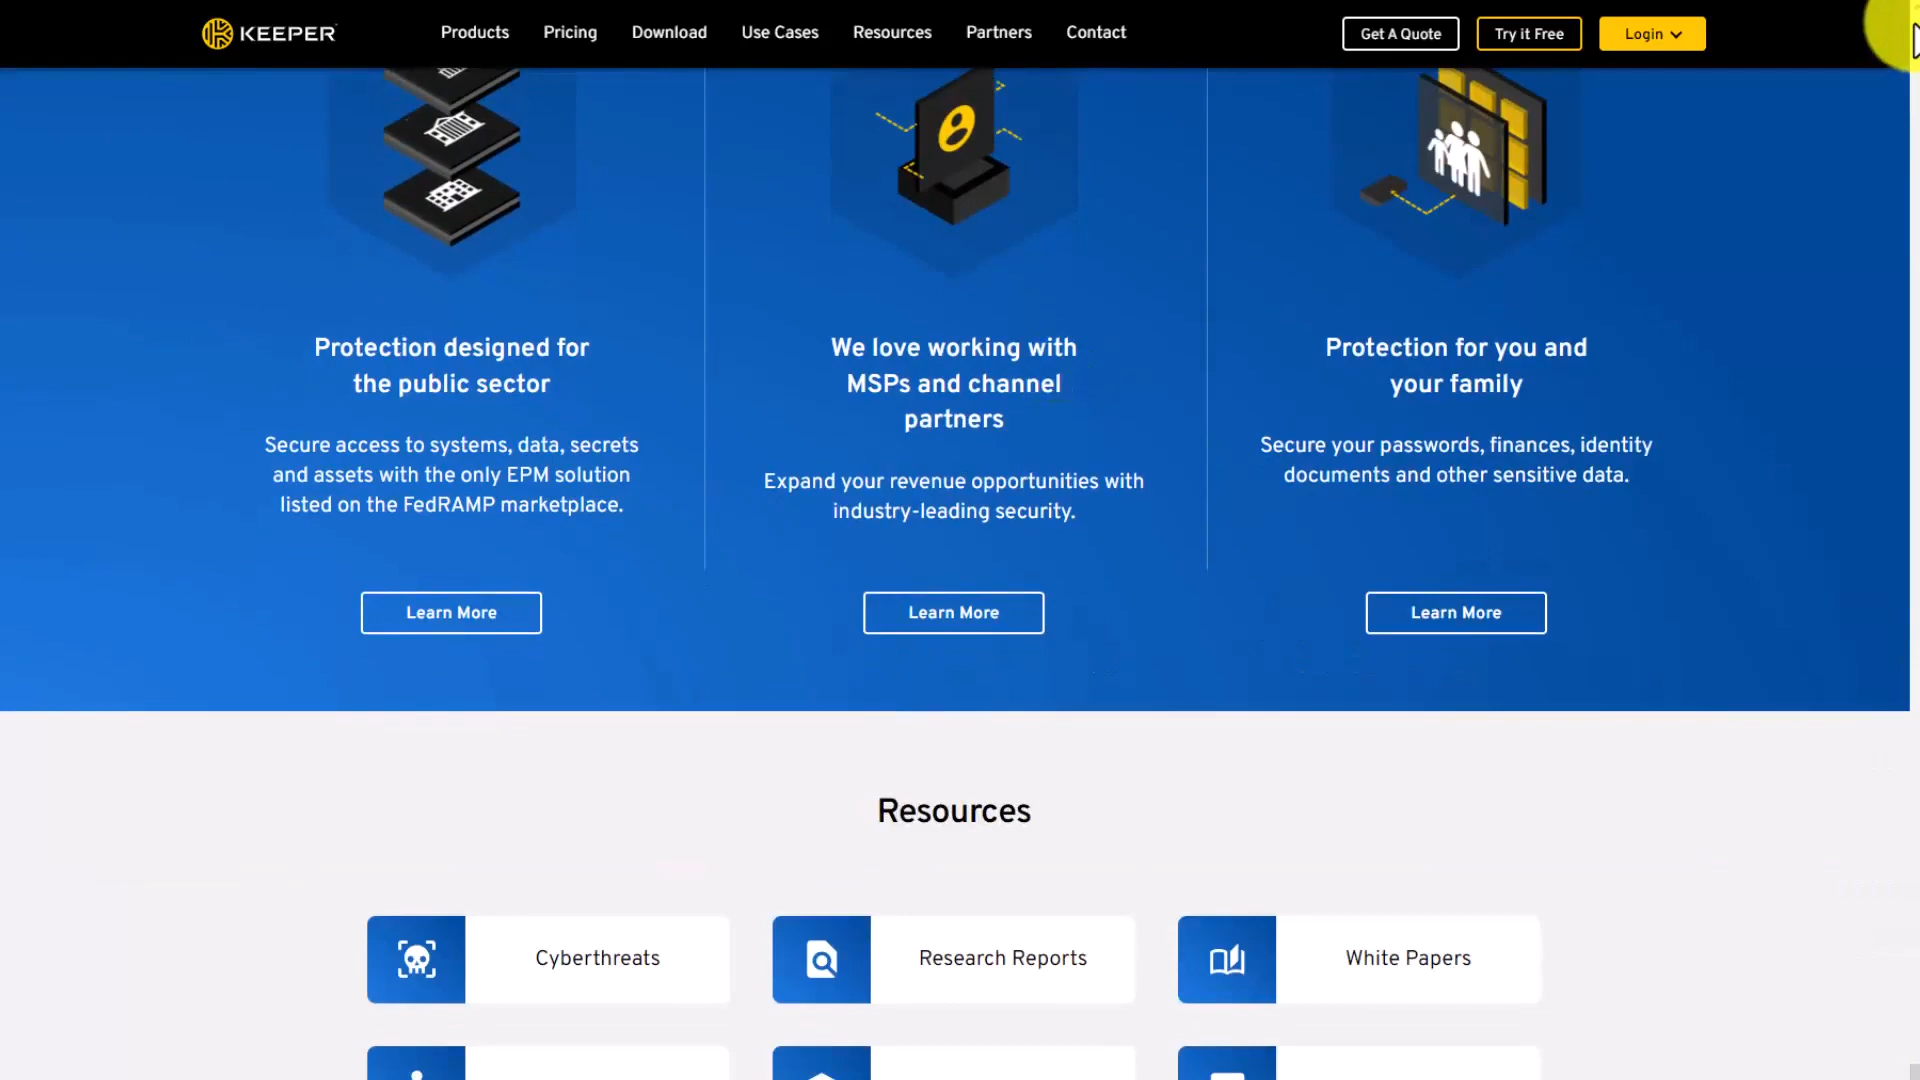 KEEPER
Products Pricing Download Use Cases Resources Partners Contact
Get A Quote Try it Free Login
Protection designed for
the public sector
Secure access to systems, data, secrets
and assets with the only EPM solution
listed on the FedRAMP marketplace.
Learn More
We love working with
MSPs and channel
partners
Expand your revenue opportunities with
industry-leading security.
Learn More
Protection for you and
your family
Secure your passwords, finances, identity
documents and other sensitive data.
Learn More
Resources
Cyberthreats
Research Reports
White Papers